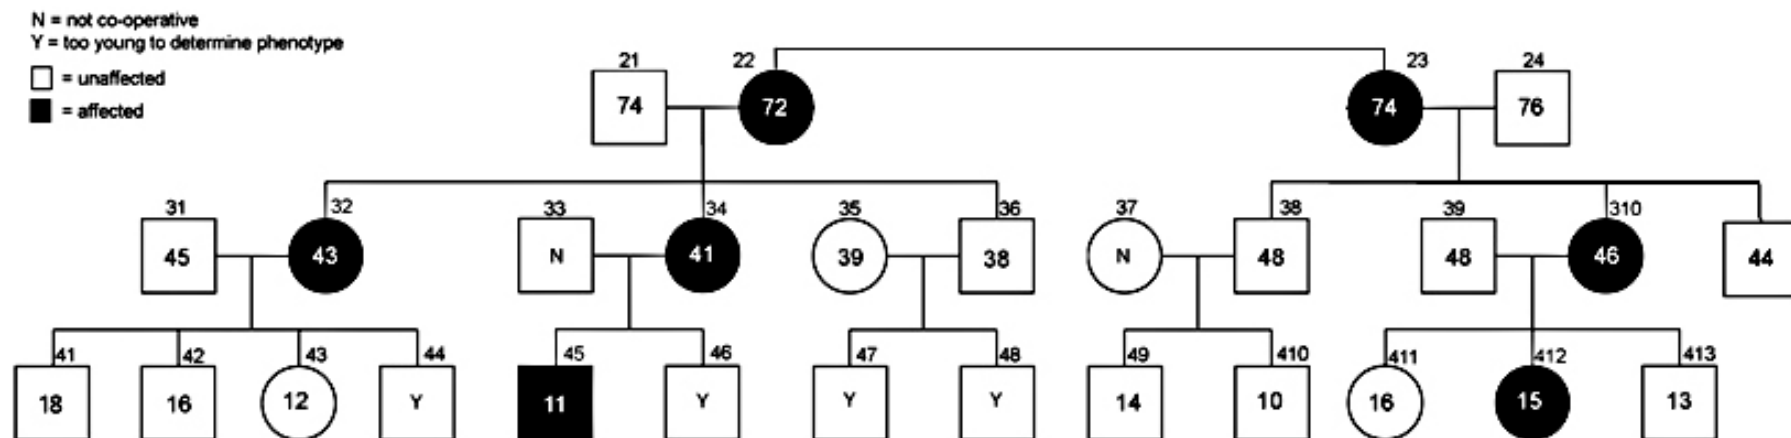 N = not co-operative
Y = too young to determine phenotype
= unaffected
= affected
21 22 23 24
74 72 74 76
31 32 33 34 35 36 37 38 39 310
45 43 N 41 39 38 N 48 48 46 44
41 42 43 44 45 46 47 48 49 410 411 412 413
18 16 12 Y 11 Y Y Y 14 10 16 15 13